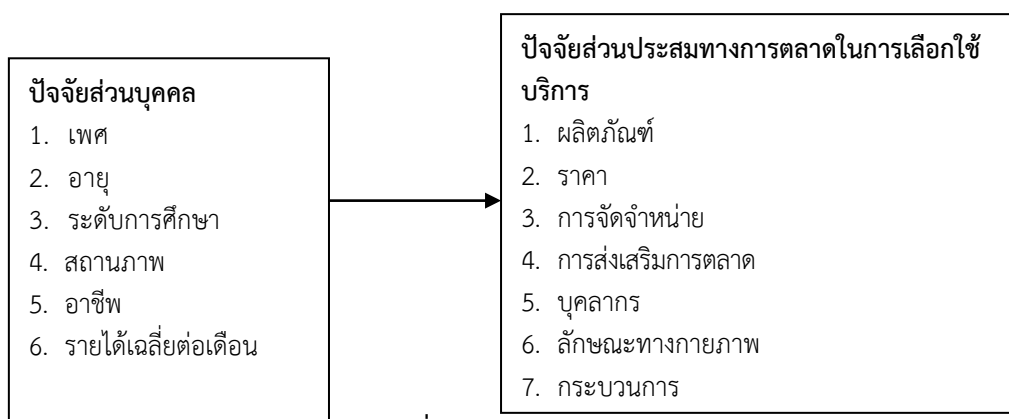 ปัจจัยส่วนบุคคล
1. เพศ
2. อายุ
3. ระดับการศึกษา
4. สถานภาพ
5. อาชีพ
6. รายได้เฉลี่ยต่อเดือน
ปัจจัยส่วนประสมทางการตลาดในการเลือกใช้
บริการ
1. ผลิตภัณฑ์
2. ราคา
3. การจัดจำหน่าย
4. การส่งเสริมการตลาด
5. บุคลากร
6. ลักษณะทางกายภาพ
7. กระบวนการ